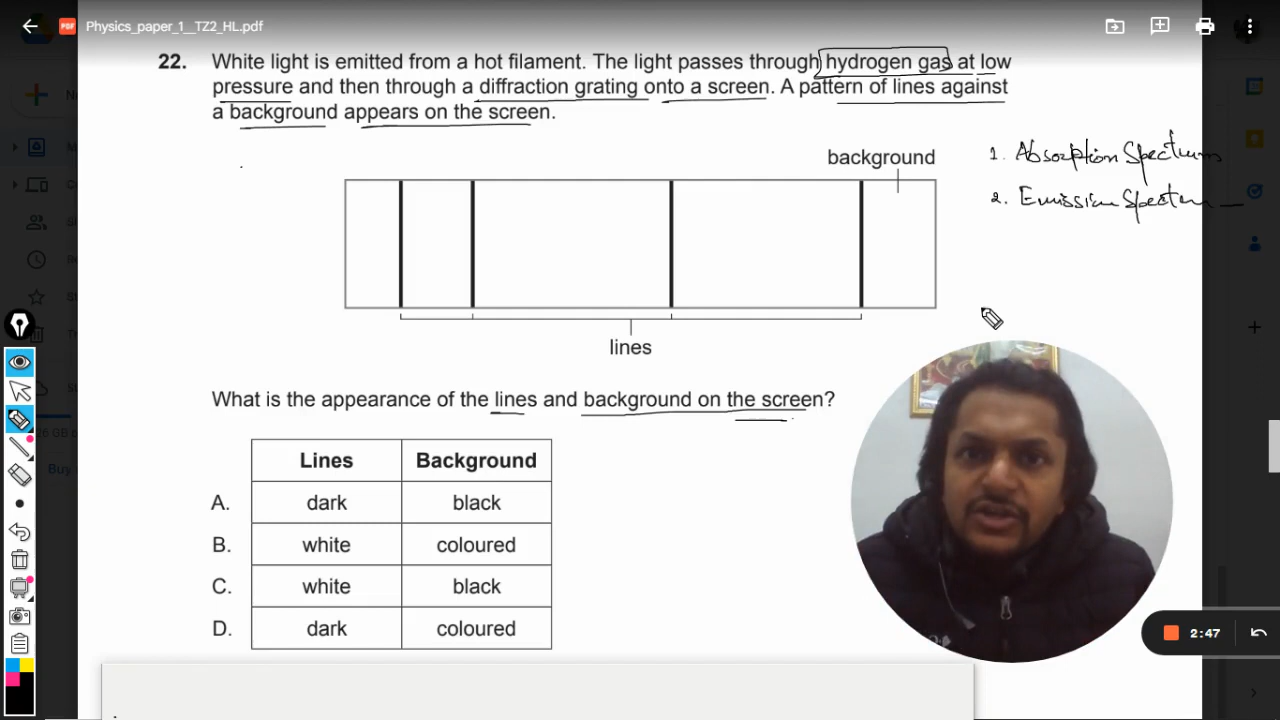 Physics_paper_1__TZ2_HL.pdf
22. White light is emitted from a hot filament. The light passes through hydrogen gas at low
pressure and then through a diffraction grating onto a screen. A pattern of lines against
a background appears on the screen.
background
1. Absorption Spectrums
2. Emission Spectrum
lines
What is the appearance of the lines and background on the screen?
Lines Background
A. dark black
B. white coloured
C. white black
D. dark coloured
2:47